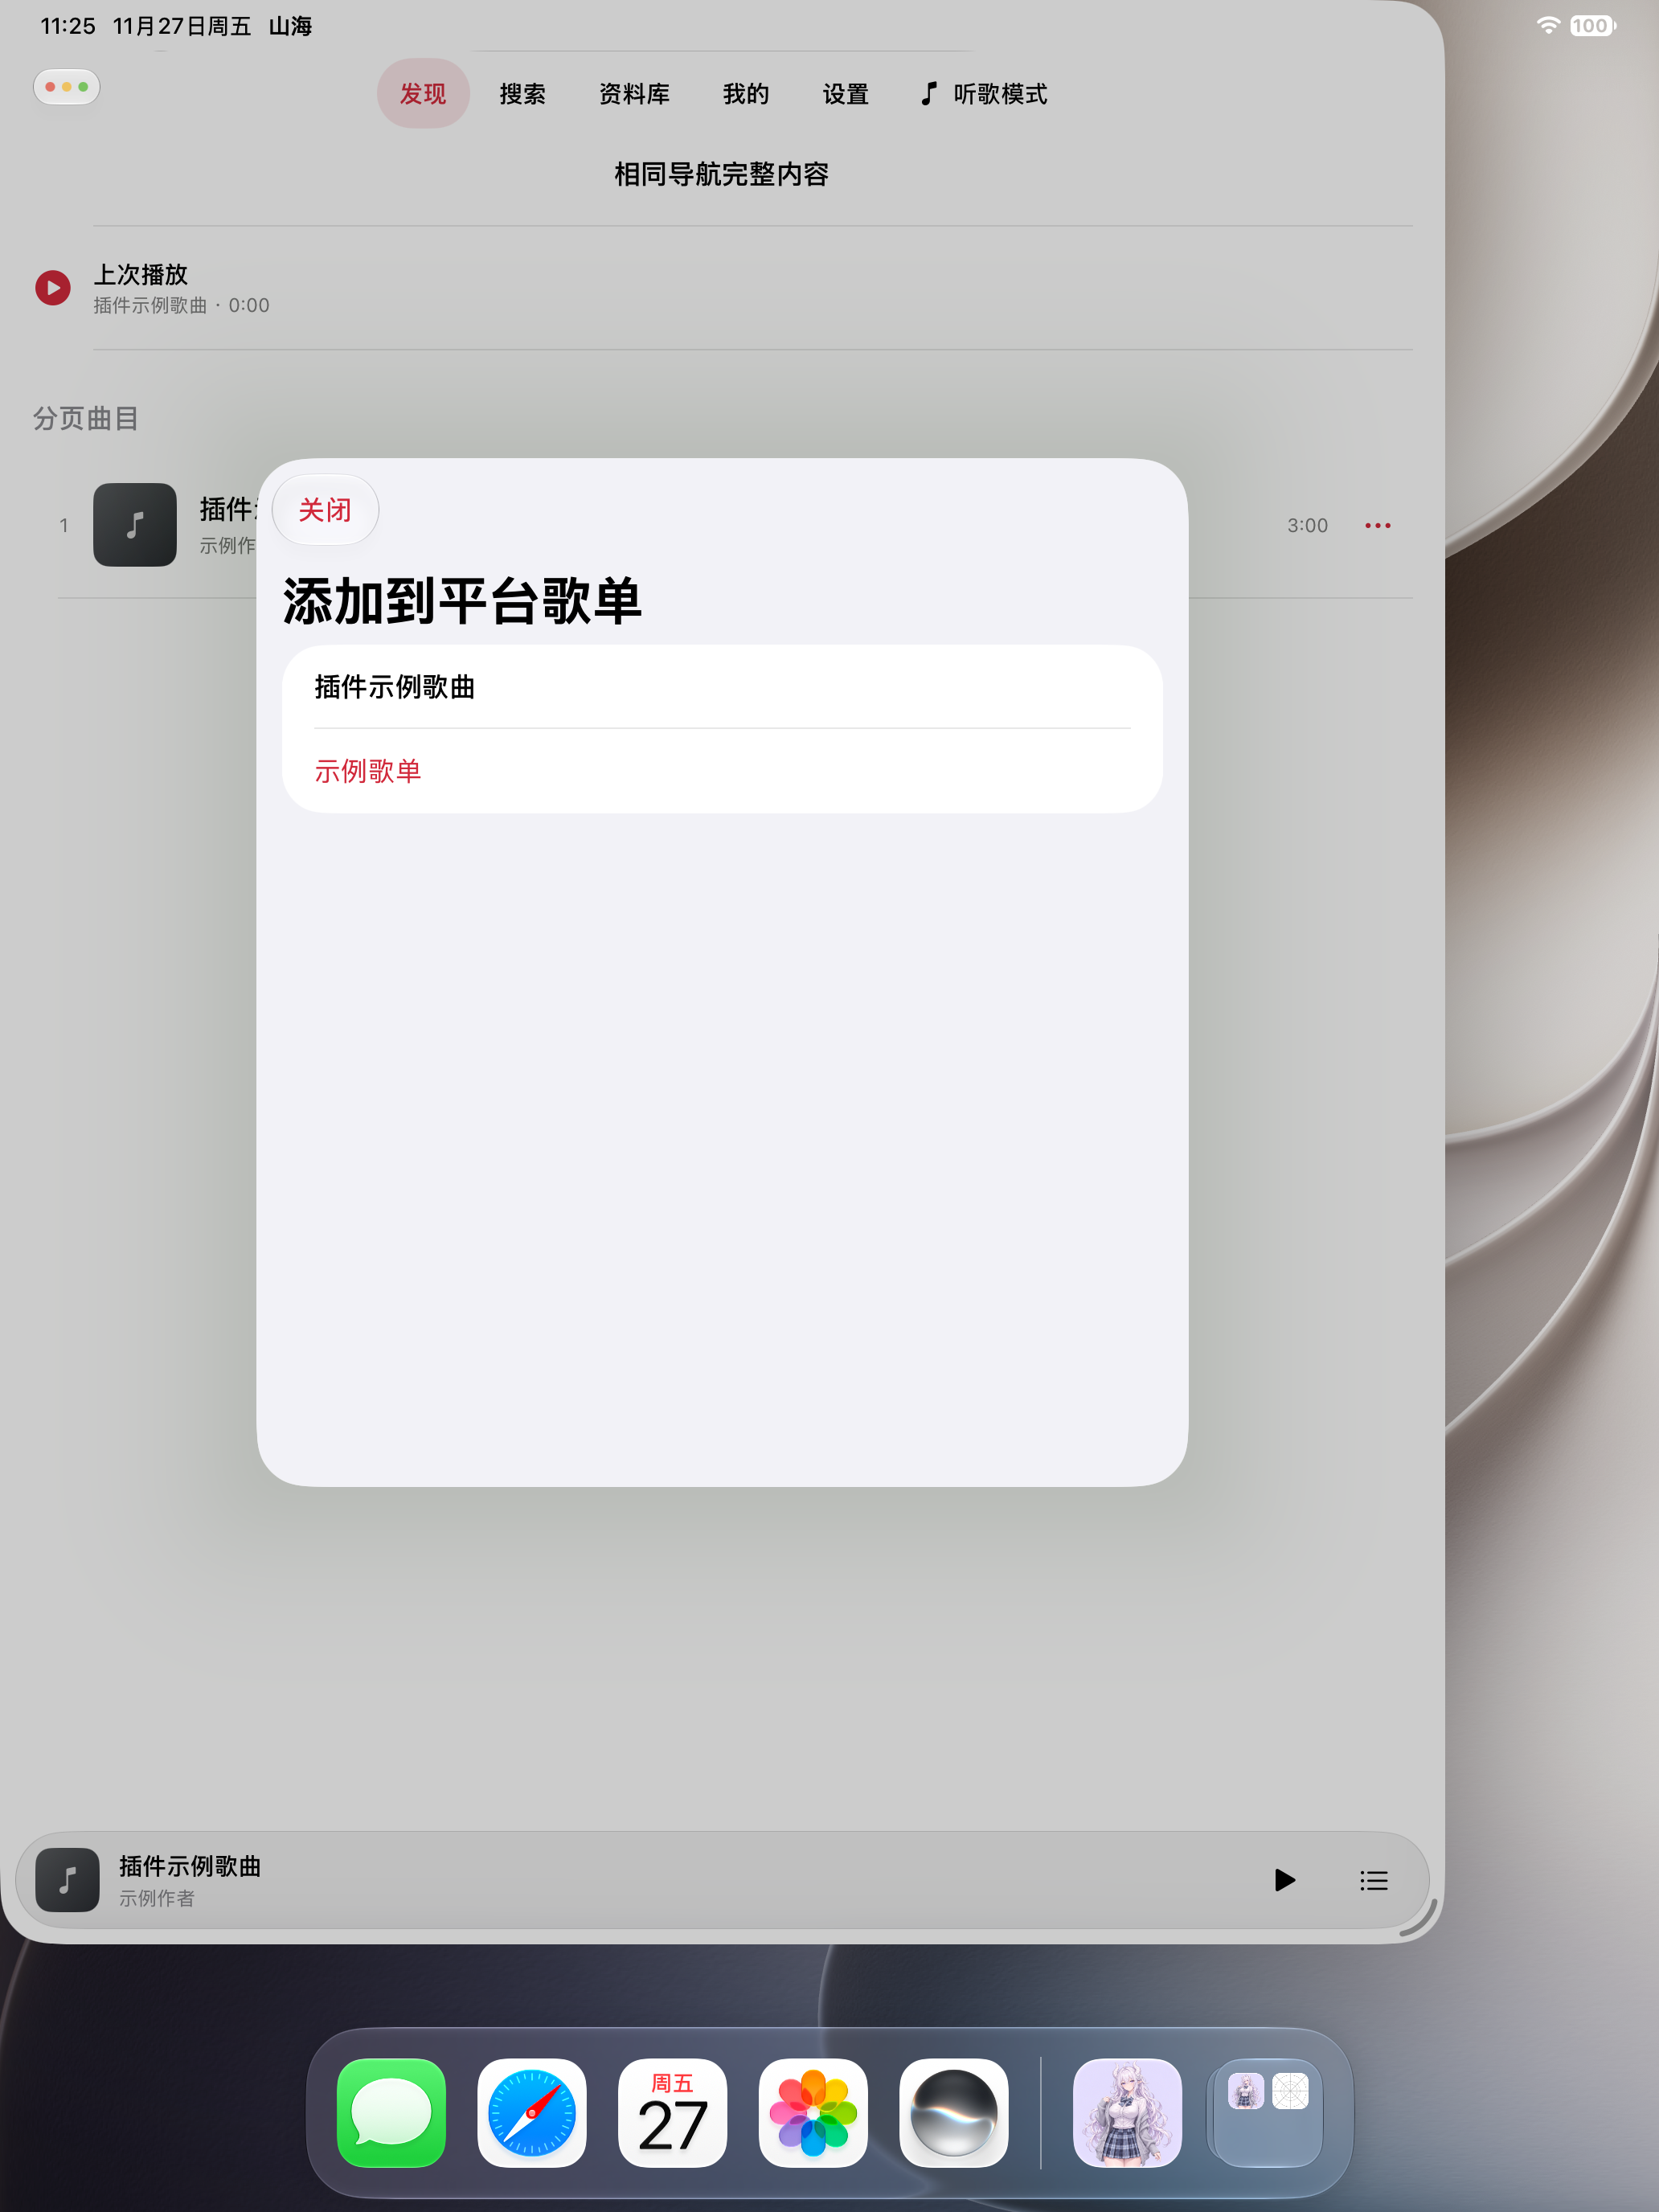 11:25 11月27日周五 山海
100
发现 搜索 资料库 我的 设置 听歌模式
相同导航完整内容
上次播放
插件示例歌曲 · 0:00
分页曲目
1
插件
示例作
3:00
关闭
添加到平台歌单
插件示例歌曲
示例歌单
插件示例歌曲
示例作者
周五
27